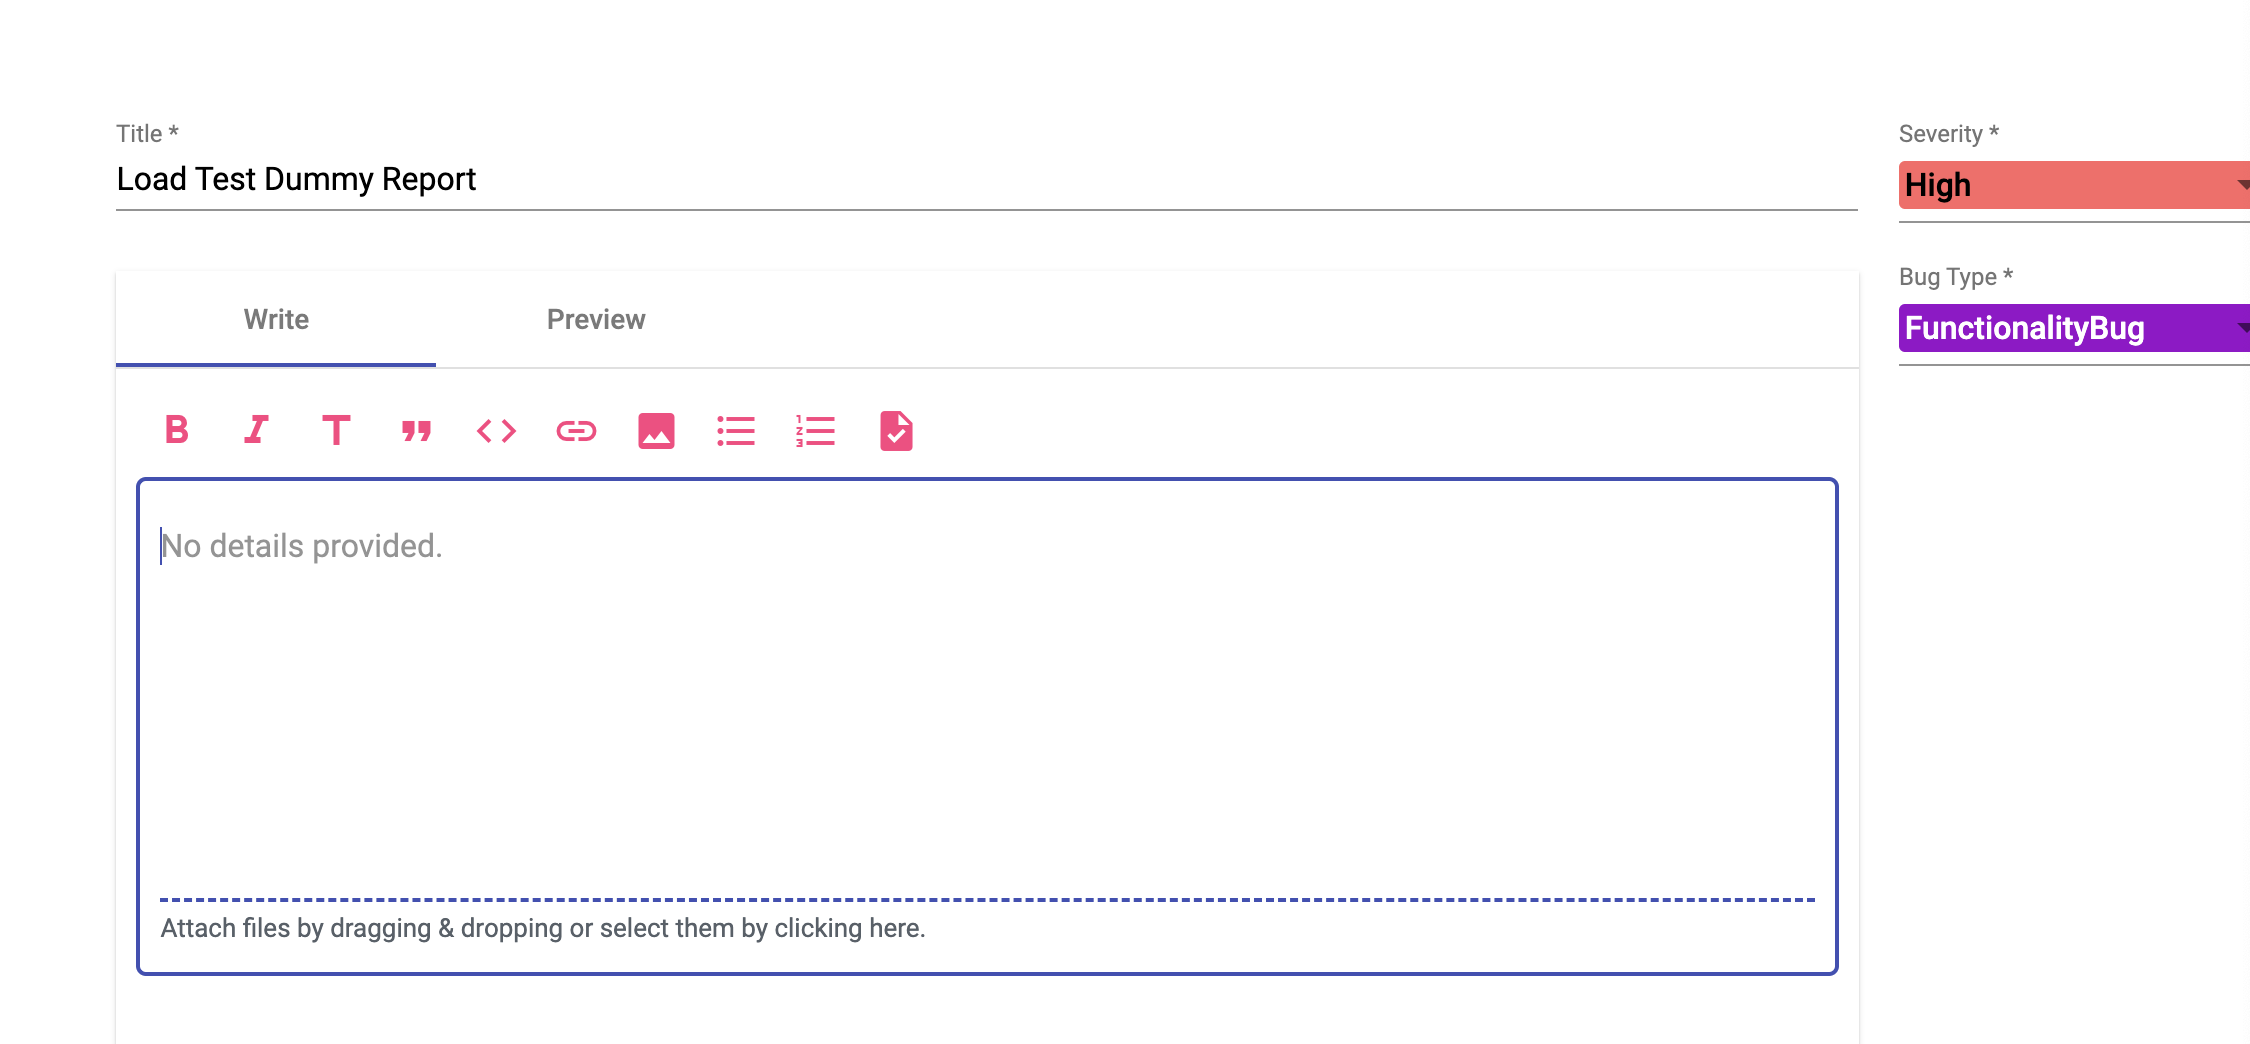 Title *
Load Test Dummy Report
Severity *
High
Bug Type *
FunctionalityBug
Write
Preview
No details provided.
Attach files by dragging & dropping or select them by clicking here.